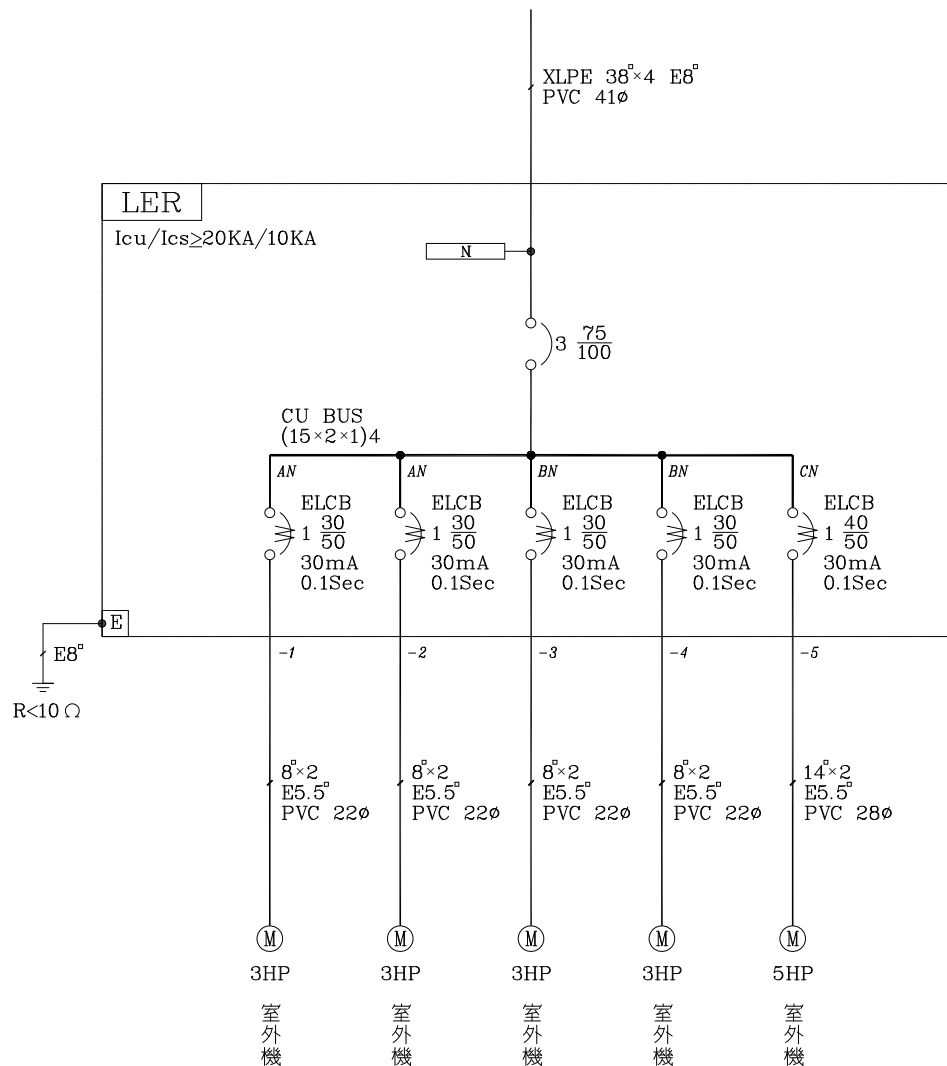 XLPE 38□×4 E8□
PVC 41ø
LER
Icu/Ics≥20KA/10KA
N
3 75/100
CU BUS
(15×2×1)4
AN
AN
BN
BN
CN
ELCB
1 30/50
30mA
0.1Sec
ELCB
1 30/50
30mA
0.1Sec
ELCB
1 30/50
30mA
0.1Sec
ELCB
1 30/50
30mA
0.1Sec
ELCB
1 40/50
30mA
0.1Sec
E
E8□
R<10 Ω
-1
-2
-3
-4
-5
8□×2
E5.5□
PVC 22ø
8□×2
E5.5□
PVC 22ø
8□×2
E5.5□
PVC 22ø
8□×2
E5.5□
PVC 22ø
14□×2
E5.5□
PVC 28ø
M
M
M
M
M
3HP
3HP
3HP
3HP
5HP
室外機
室外機
室外機
室外機
室外機